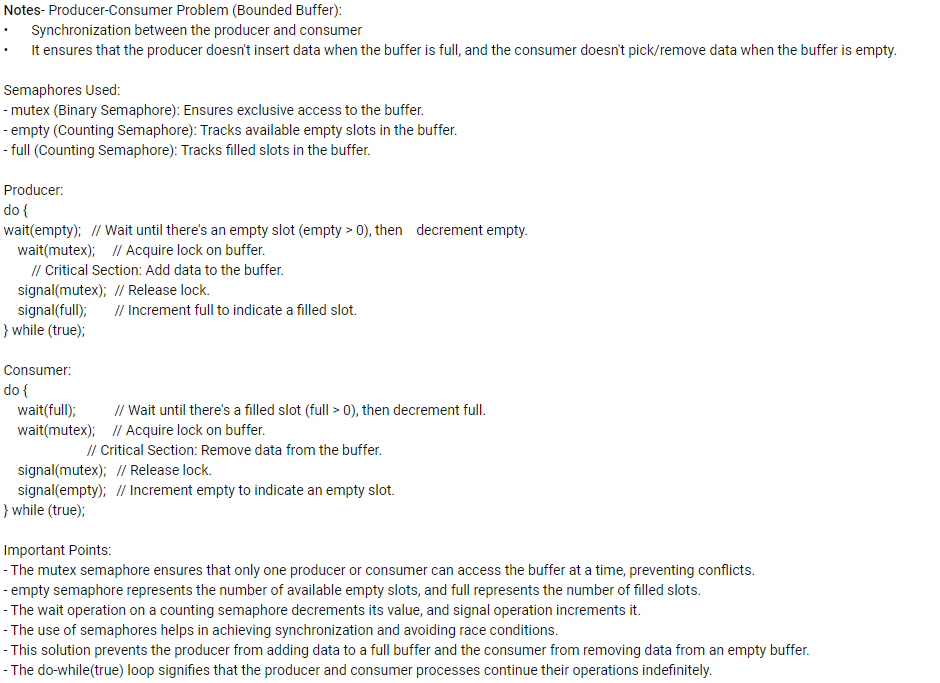 Notes- Producer-Consumer Problem (Bounded Buffer):
• Synchronization between the producer and consumer
• It ensures that the producer doesn't insert data when the buffer is full, and the consumer doesn't pick/remove data when the buffer is empty.

Semaphores Used:
- mutex (Binary Semaphore): Ensures exclusive access to the buffer.
- empty (Counting Semaphore): Tracks available empty slots in the buffer.
- full (Counting Semaphore): Tracks filled slots in the buffer.

Producer:
do {
wait(empty);  // Wait until there's an empty slot (empty > 0), then   decrement empty.
   wait(mutex);    // Acquire lock on buffer.
      // Critical Section: Add data to the buffer.
   signal(mutex);  // Release lock.
   signal(full);      // Increment full to indicate a filled slot.
} while (true);

Consumer:
do {
   wait(full);         // Wait until there's a filled slot (full > 0), then decrement full.
   wait(mutex);    // Acquire lock on buffer.
                  // Critical Section: Remove data from the buffer.
   signal(mutex);  // Release lock.
   signal(empty);  // Increment empty to indicate an empty slot.
} while (true);

Important Points:
- The mutex semaphore ensures that only one producer or consumer can access the buffer at a time, preventing conflicts.
- empty semaphore represents the number of available empty slots, and full represents the number of filled slots.
- The wait operation on a counting semaphore decrements its value, and signal operation increments it.
- The use of semaphores helps in achieving synchronization and avoiding race conditions.
- This solution prevents the producer from adding data to a full buffer and the consumer from removing data from an empty buffer.
- The do-while(true) loop signifies that the producer and consumer processes continue their operations indefinitely.